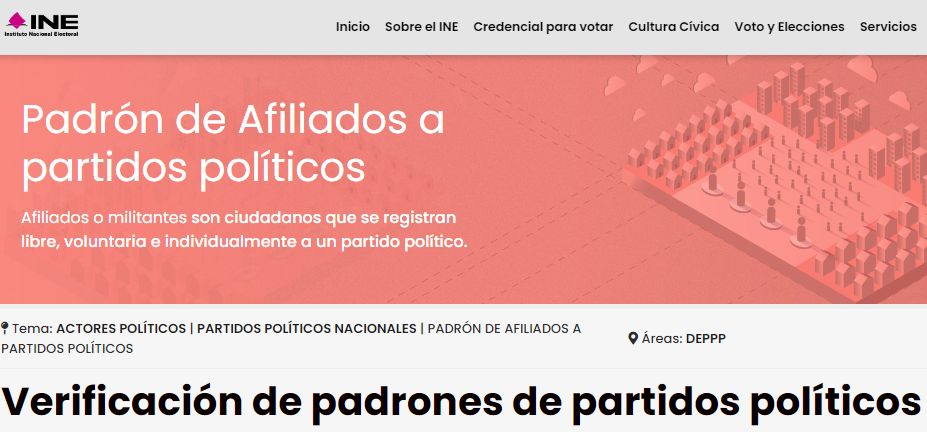 INE
Instituto Nacional Electoral
Inicio Sobre el INE Credencial para votar Cultura Cívica Voto y Elecciones Servicios
Padrón de Afiliados a
partidos políticos
Afiliados o militantes son ciudadanos que se registran
libre, voluntaria e individualmente a un partido político.
Tema: ACTORES POLÍTICOS | PARTIDOS POLÍTICOS NACIONALES | PADRÓN DE AFILIADOS A
PARTIDOS POLÍTICOS
Áreas: DEPPP
Verificación de padrones de partidos políticos